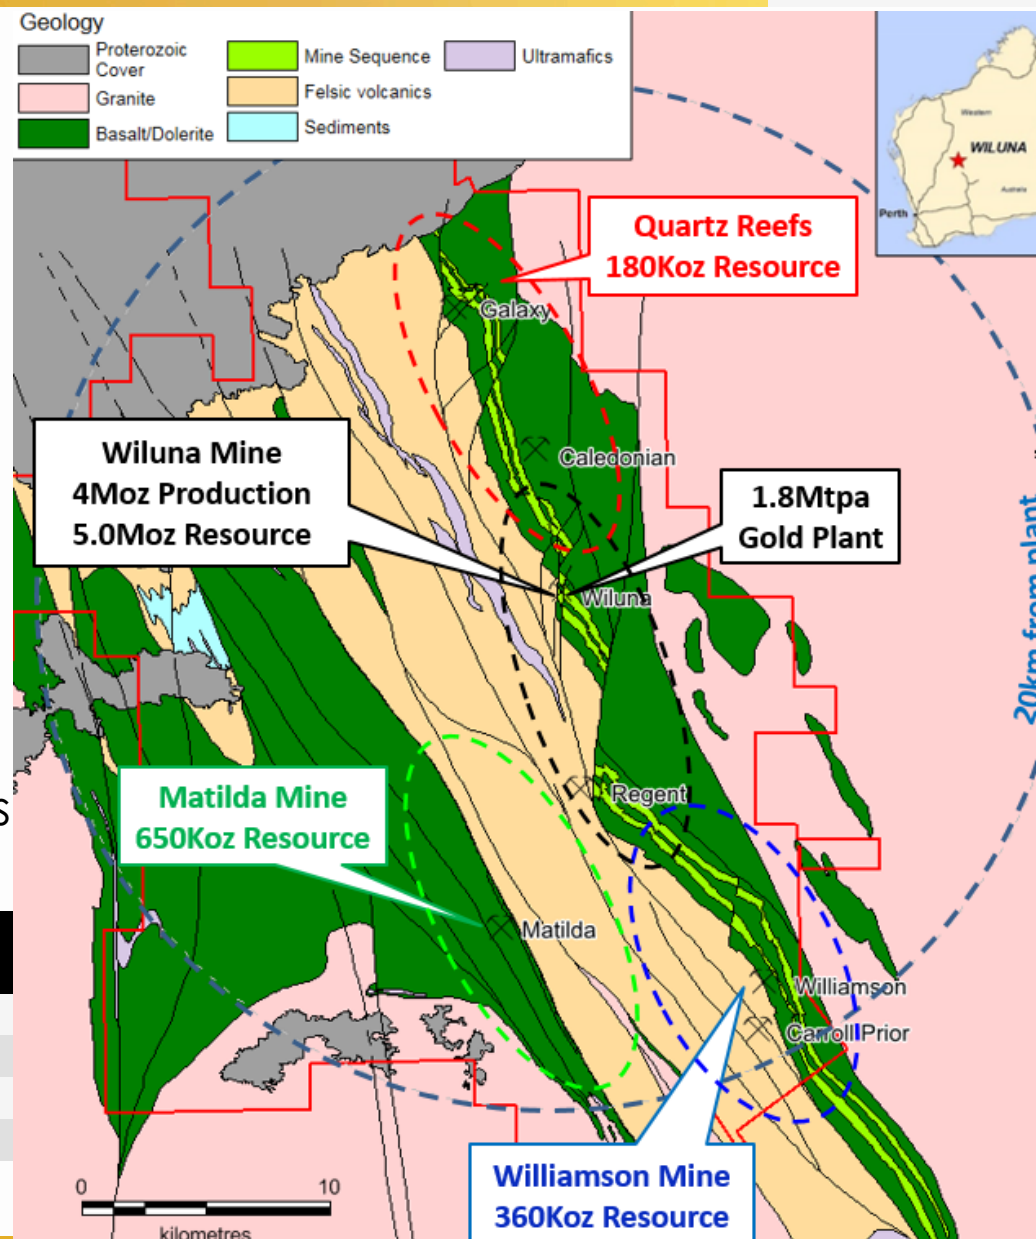 Geology
Proterozoic
Cover
Granite
Basalt/Dolerite
Mine Sequence
Felsic volcanics
Sediments
Ultramafics
Western
WILUNA
Australia
Perth
Quartz Reefs
180Koz Resource
Galaxy
Caledonian
Wiluna Mine
4Moz Production
5.0Moz Resource
1.8Mtpa
Gold Plant
Wiluna
20km from plant
Regent
Matilda Mine
650Koz Resource
S
Matilda
Williamson
Carroll Prior
Williamson Mine
360Koz Resource
0 10
kilometres